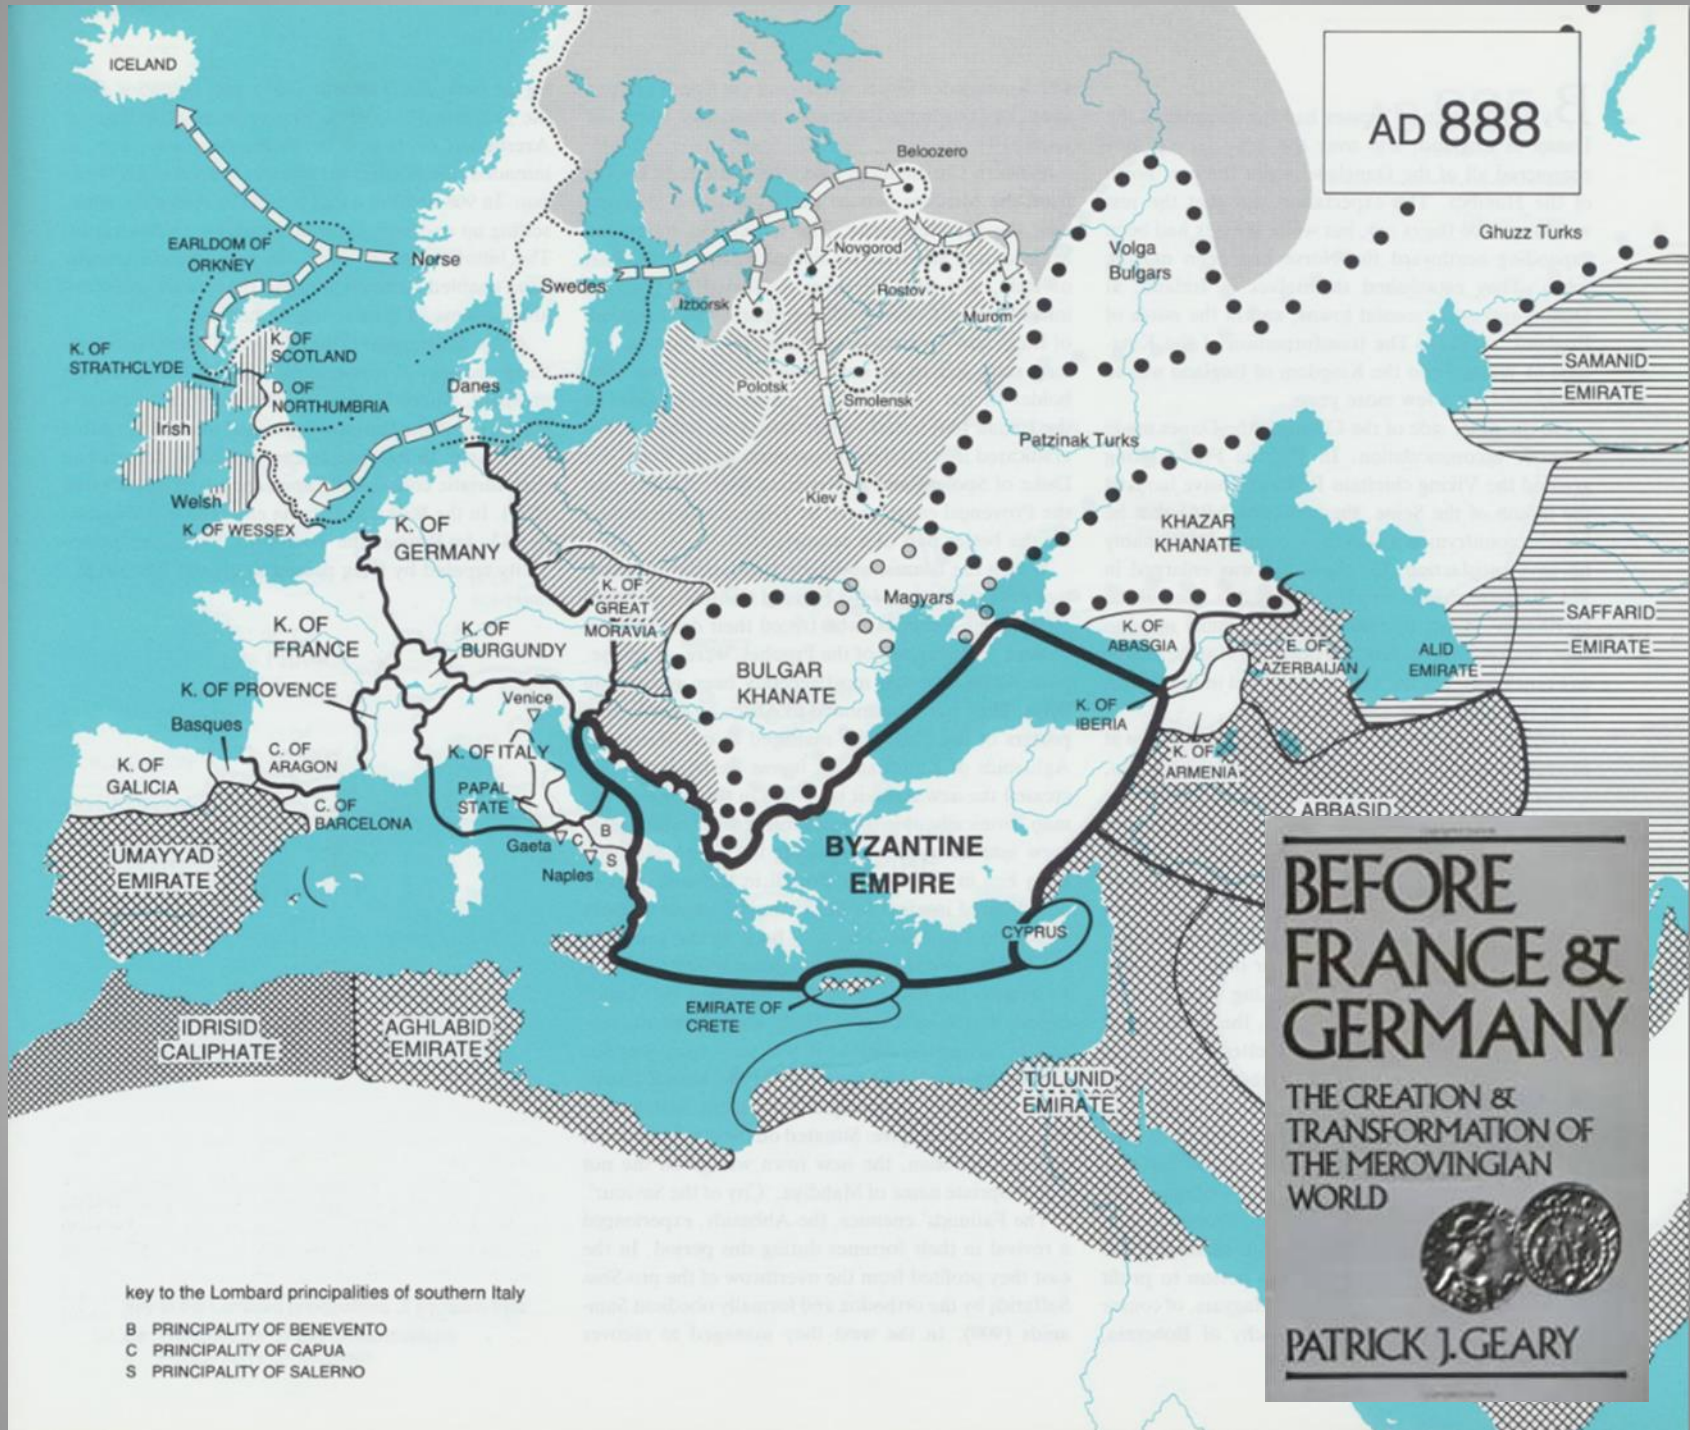 ICELAND
AD 888
Beloozero
EARLDOM OF
ORKNEY
Norse
Swedes
Novgorod
Volga
Bulgars
Ghuzz Turks
Izborsk
Rostov
Murom
K. OF
STRATHCLYDE
K. OF
SCOTLAND
D. OF
NORTHUMBRIA
Danes
Polotsk
Smolensk
SAMANID
EMIRATE
Irish
Patzinak Turks
Welsh
K. OF WESSEX
K. OF
GERMANY
Kiev
KHAZAR
KHANATE
K. OF
GREAT
MORAVIA
Magyars
SAFFARID
EMIRATE
K. OF
FRANCE
K. OF
BURGUNDY
K. OF
ABASGIA
E. OF
AZERBAIJAN
ALID
EMIRATE
BULGAR
KHANATE
K. OF PROVENCE
Venice
K. OF
IBERIA
Basques
K. OF
GALICIA
C. OF
ARAGON
K. OF ITALY
K. OF
ARMENIA
PAPAL
STATE
C. OF
BARCELONA
ABBASID
B
C
S
Gaeta
Naples
UMAYYAD
EMIRATE
BYZANTINE
EMPIRE
CYPRUS
EMIRATE OF
CRETE
IDRISID
CALIPHATE
AGHLABID
EMIRATE
TULUNID
EMIRATE
key to the Lombard principalities of southern Italy
B PRINCIPALITY OF BENEVENTO
C PRINCIPALITY OF CAPUA
S PRINCIPALITY OF SALERNO
BEFORE
FRANCE &
GERMANY
THE CREATION &
TRANSFORMATION OF
THE MEROVINGIAN
WORLD
PATRICK J. GEARY